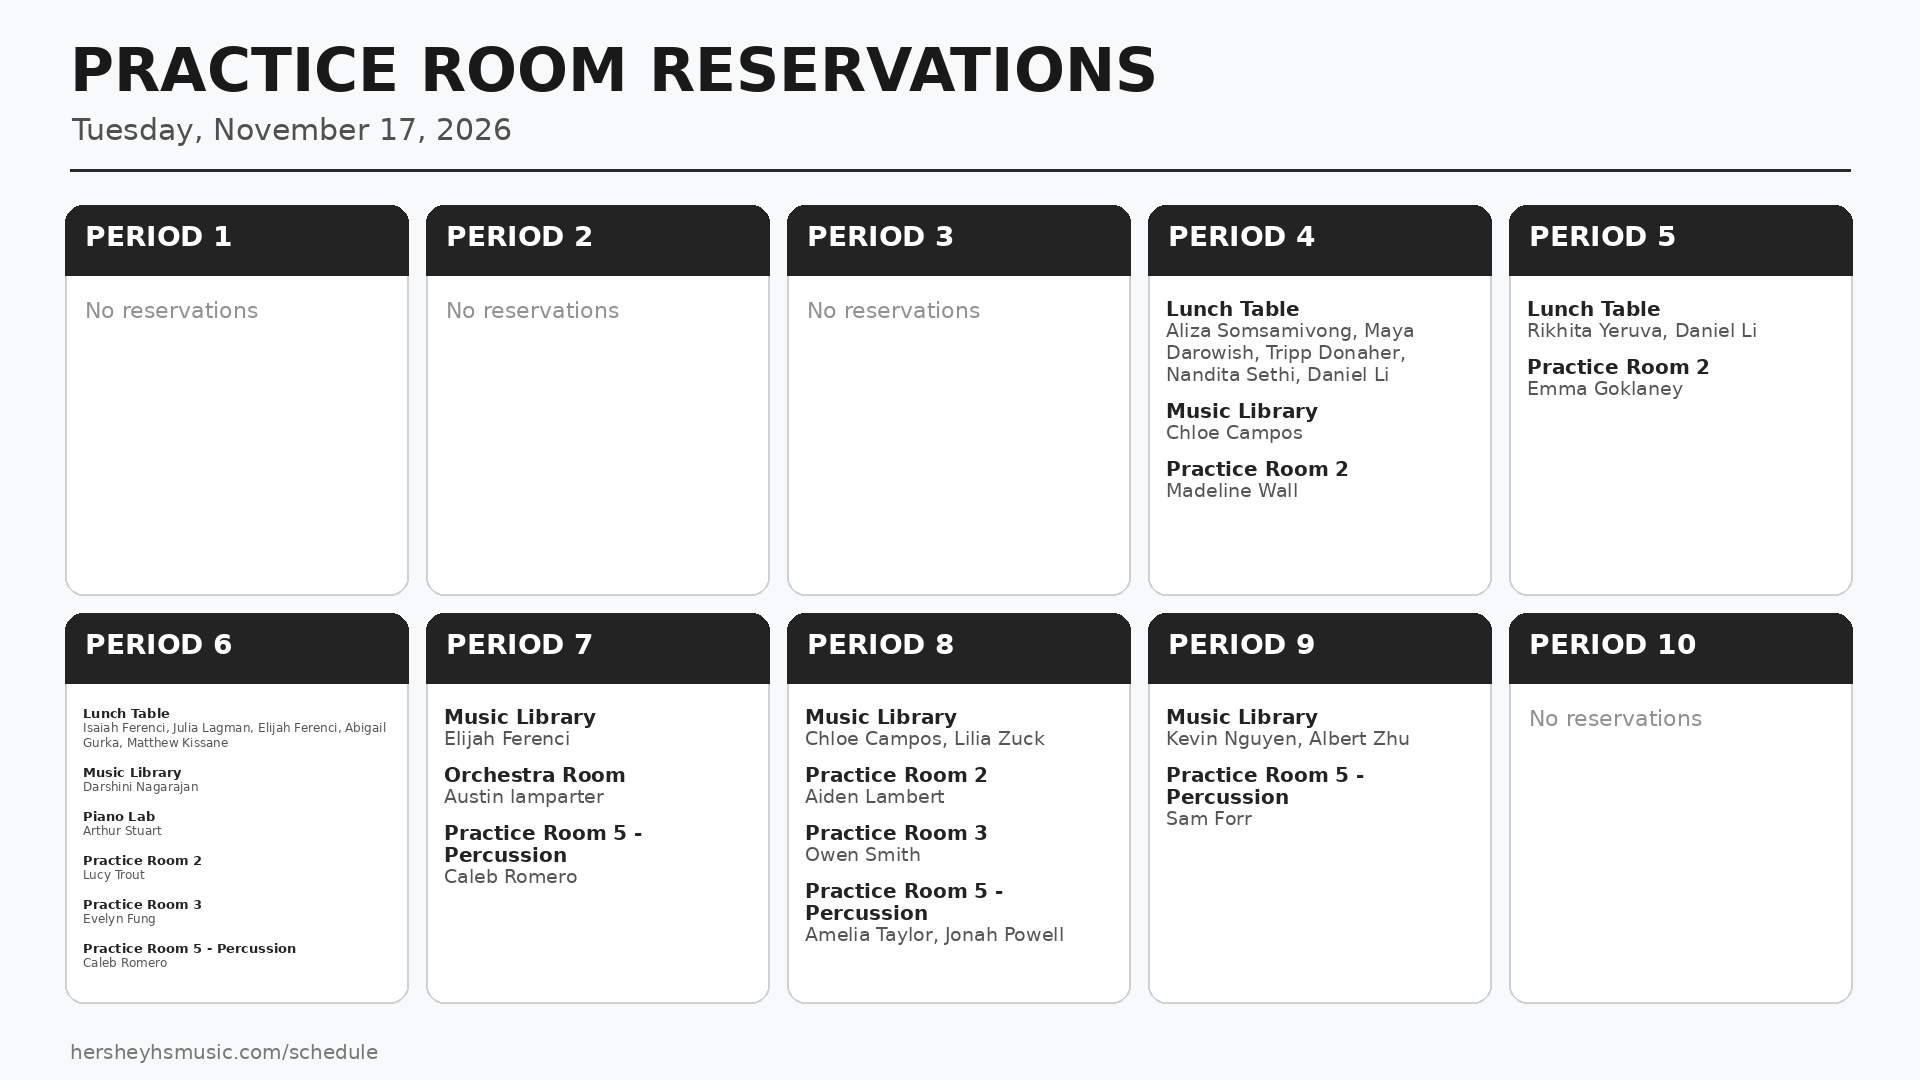 PRACTICE ROOM RESERVATIONS
Tuesday, November 17, 2026
PERIOD 1
No reservations
PERIOD 2
No reservations
PERIOD 3
No reservations
PERIOD 4
Lunch Table
Aliza Somsamivong, Maya
Darowish, Tripp Donaher,
Nandita Sethi, Daniel Li
Music Library
Chloe Campos
Practice Room 2
Madeline Wall
PERIOD 5
Lunch Table
Rikhita Yeruva, Daniel Li
Practice Room 2
Emma Goklaney
PERIOD 6
Lunch Table
Isaiah Ferenci, Julia Lagman, Elijah Ferenci, Abigail
Gurka, Matthew Kissane
Music Library
Darshini Nagarajan
Piano Lab
Arthur Stuart
Practice Room 2
Lucy Trout
Practice Room 3
Evelyn Fung
Practice Room 5 - Percussion
Caleb Romero
PERIOD 7
Music Library
Elijah Ferenci
Orchestra Room
Austin lamparter
Practice Room 5 -
Percussion
Caleb Romero
PERIOD 8
Music Library
Chloe Campos, Lilia Zuck
Practice Room 2
Aiden Lambert
Practice Room 3
Owen Smith
Practice Room 5 -
Percussion
Amelia Taylor, Jonah Powell
PERIOD 9
Music Library
Kevin Nguyen, Albert Zhu
Practice Room 5 -
Percussion
Sam Forr
PERIOD 10
No reservations
hersheyhsmusic.com/schedule